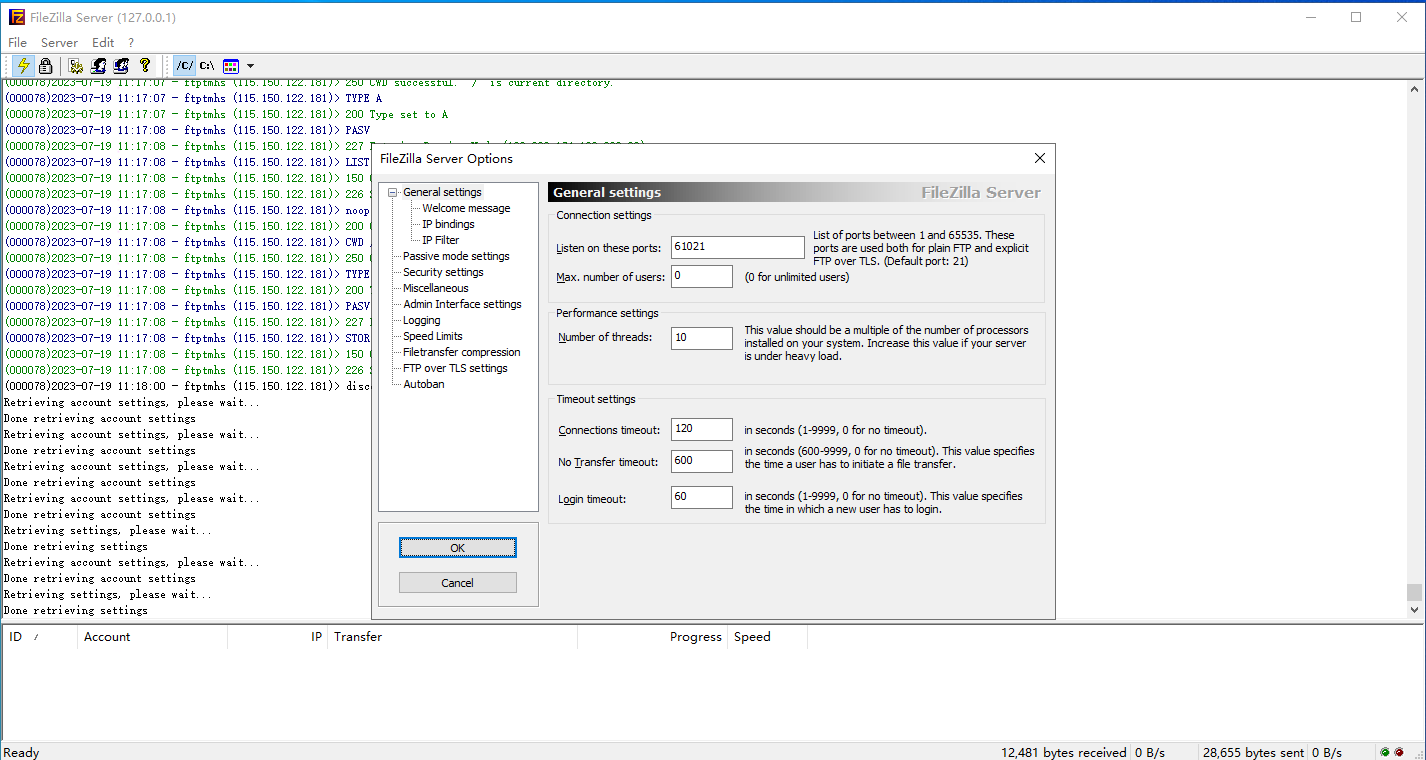 FileZilla Server (127.0.0.1)
File Server Edit ?
/C/ C:\
(000078)2023-07-19 11:17:07 - ftptmhs (115.150.122.181)> 250 CWD successful. "/" is current directory.
(000078)2023-07-19 11:17:07 - ftptmhs (115.150.122.181)> TYPE A
(000078)2023-07-19 11:17:07 - ftptmhs (115.150.122.181)> 200 Type set to A
(000078)2023-07-19 11:17:08 - ftptmhs (115.150.122.181)> PASV
(000078)2023-07-19 11:17:08 - ftptmhs (115.150.122.181)> 227
(000078)2023-07-19 11:17:08 - ftptmhs (115.150.122.181)> LIST
(000078)2023-07-19 11:17:08 - ftptmhs (115.150.122.181)> 150
(000078)2023-07-19 11:17:08 - ftptmhs (115.150.122.181)> 226
(000078)2023-07-19 11:17:08 - ftptmhs (115.150.122.181)> noop
(000078)2023-07-19 11:17:08 - ftptmhs (115.150.122.181)> 200
(000078)2023-07-19 11:17:08 - ftptmhs (115.150.122.181)> CWD
(000078)2023-07-19 11:17:08 - ftptmhs (115.150.122.181)> 250
(000078)2023-07-19 11:17:08 - ftptmhs (115.150.122.181)> TYPE
(000078)2023-07-19 11:17:08 - ftptmhs (115.150.122.181)> 200
(000078)2023-07-19 11:17:08 - ftptmhs (115.150.122.181)> PASV
(000078)2023-07-19 11:17:08 - ftptmhs (115.150.122.181)> 227
(000078)2023-07-19 11:17:08 - ftptmhs (115.150.122.181)> STOR
(000078)2023-07-19 11:17:08 - ftptmhs (115.150.122.181)> 150
(000078)2023-07-19 11:17:08 - ftptmhs (115.150.122.181)> 226
(000078)2023-07-19 11:18:00 - ftptmhs (115.150.122.181)> disc
Retrieving account settings, please wait...
Done retrieving account settings
Retrieving account settings, please wait...
Done retrieving account settings
Retrieving account settings, please wait...
Done retrieving account settings
Retrieving account settings, please wait...
Done retrieving account settings
Retrieving settings, please wait...
Done retrieving settings
Retrieving account settings, please wait...
Done retrieving account settings
Retrieving settings, please wait...
Done retrieving settings
FileZilla Server Options
General settings
Welcome message
IP bindings
IP Filter
Passive mode settings
Security settings
Miscellaneous
Admin Interface settings
Logging
Speed Limits
Filetransfer compression
FTP over TLS settings
Autoban
OK
Cancel
General settings FileZilla Server
Connection settings
Listen on these ports: 61021
List of ports between 1 and 65535. These
ports are used both for plain FTP and explicit
FTP over TLS. (Default port: 21)
Max. number of users: 0 (0 for unlimited users)
Performance settings
Number of threads: 10
This value should be a multiple of the number of processors
installed on your system. Increase this value if your server
is under heavy load.
Timeout settings
Connections timeout: 120 in seconds (1-9999, 0 for no timeout).
No Transfer timeout: 600
in seconds (600-9999, 0 for no timeout). This value specifies
the time a user has to initiate a file transfer.
Login timeout: 60
in seconds (1-9999, 0 for no timeout). This value specifies
the time in which a new user has to login.
ID / Account IP Transfer Progress Speed
Ready 12,481 bytes received 0 B/s 28,655 bytes sent 0 B/s